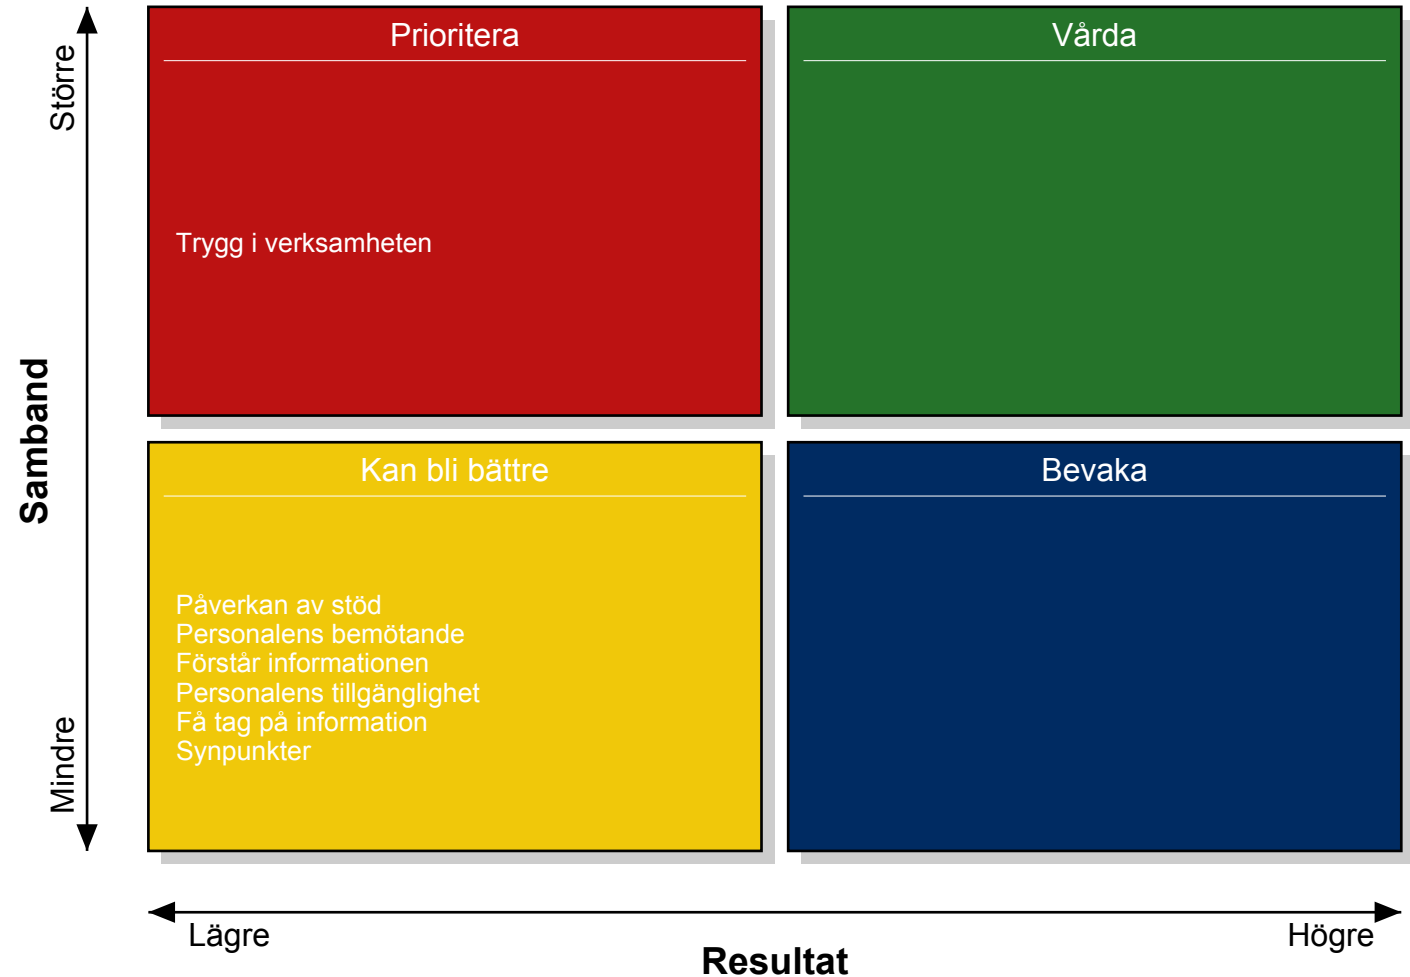 Större
Samband
Mindre
Prioritera
Trygg i verksamheten
Vårda
Kan bli bättre
Påverkan av stöd
Personalens bemötande
Förstår informationen
Personalens tillgänglighet
Få tag på information
Synpunkter
Bevaka
Lägre
Resultat
Högre